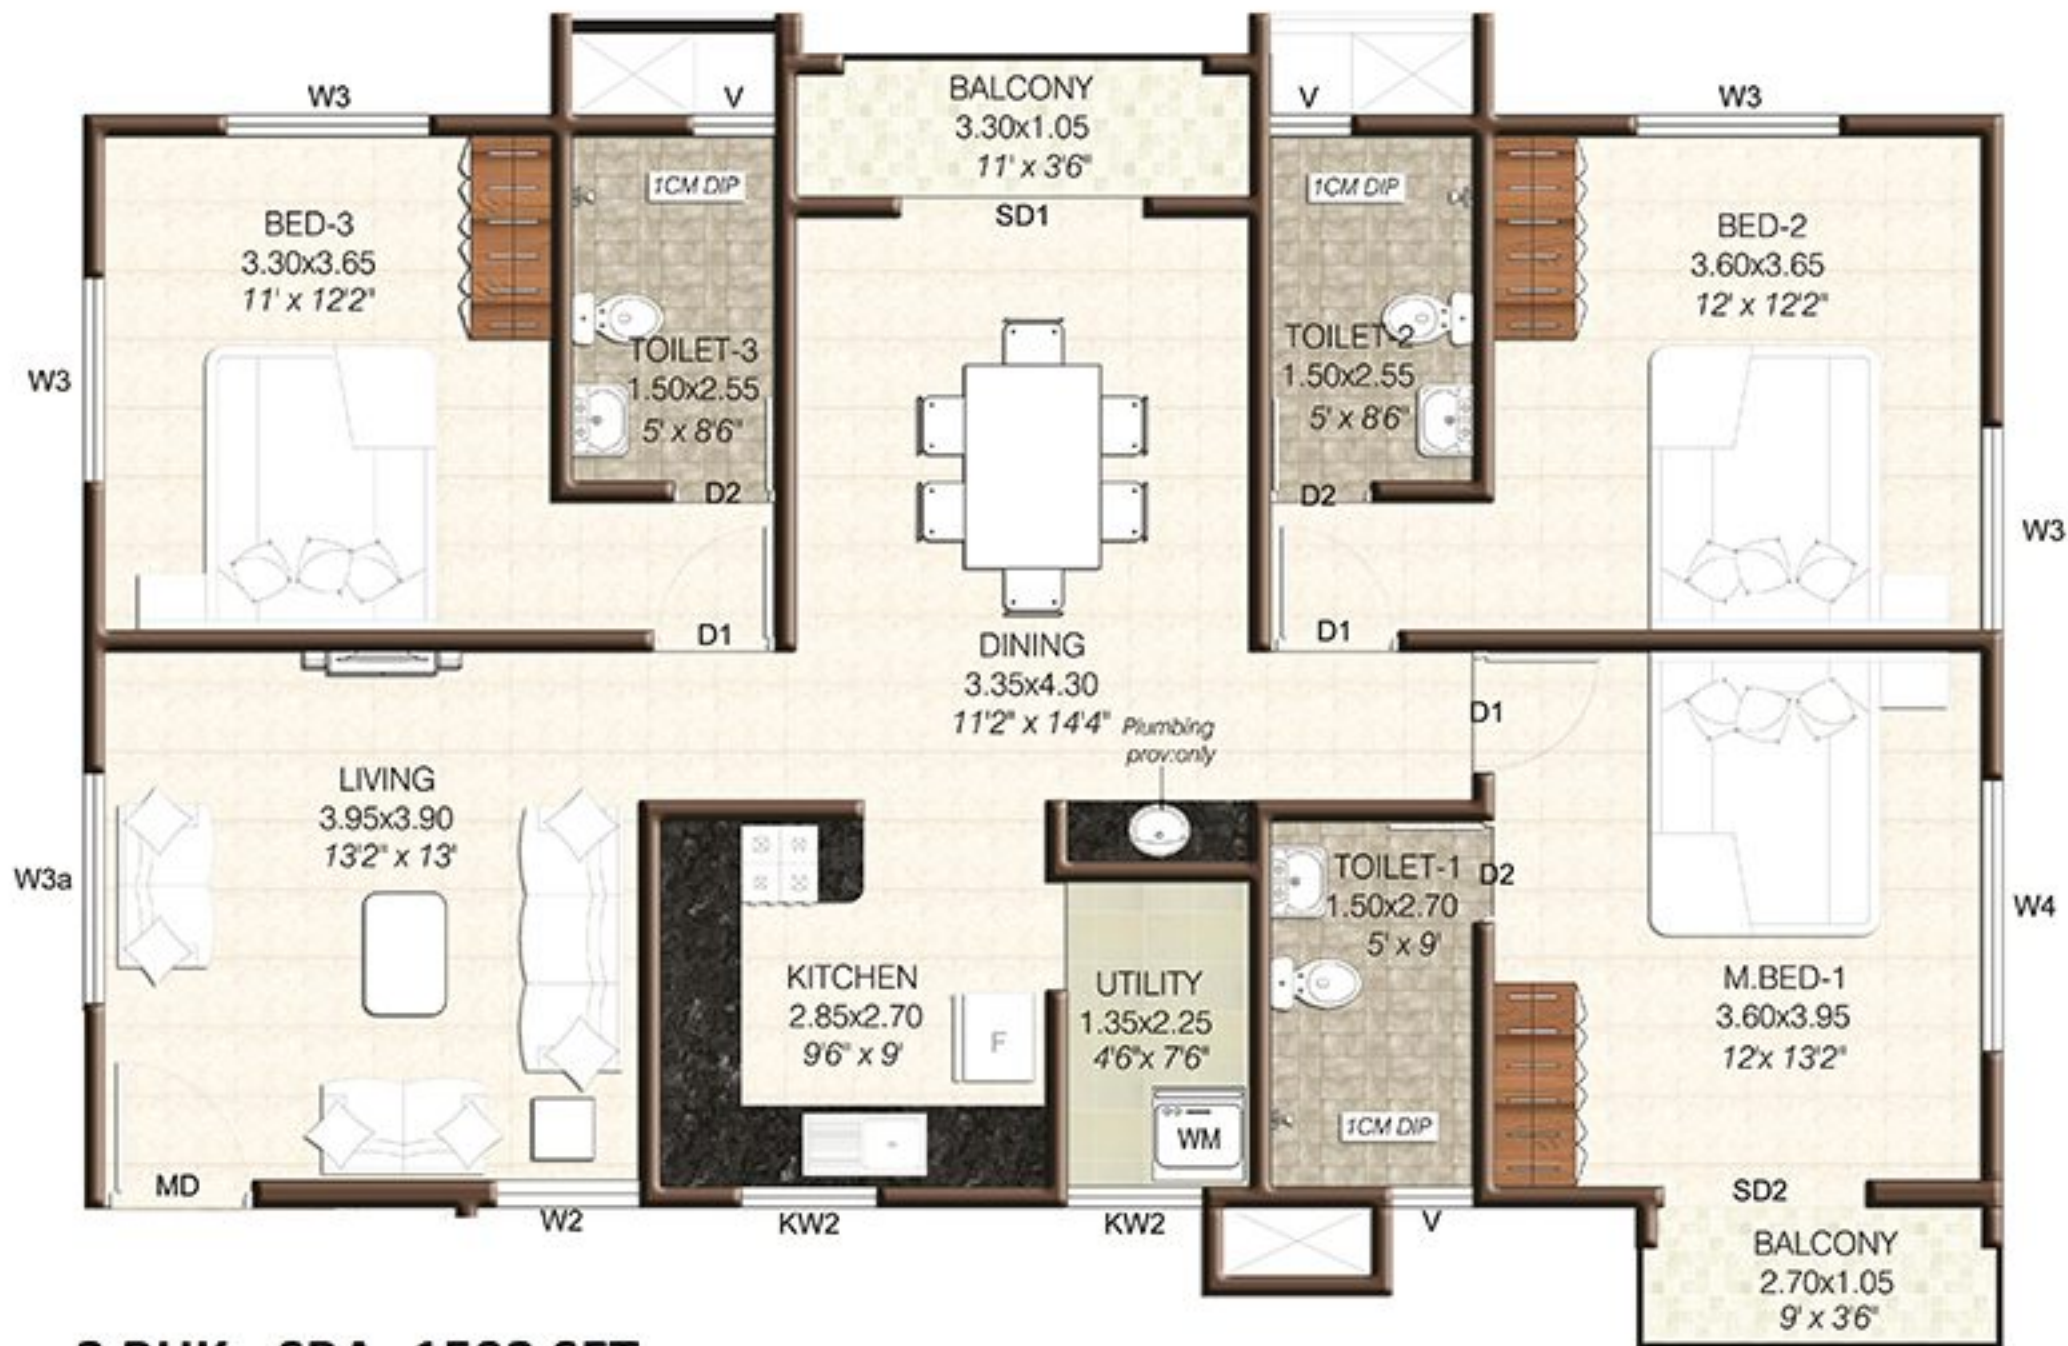 W3
V
BALCONY
3.30x1.05
11' x 3'6"
V
W3
1CM DIP
1CM DIP
SD1
BED-3
3.30x3.65
11' x 12'2"
BED-2
3.60x3.65
12' x 12'2"
W3
TOILET-3
1.50x2.55
5' x 8'6"
TOILET-2
1.50x2.55
5' x 8'6"
D2
D2
W3
D1
D1
DINING
3.35x4.30
11'2" x 14'4"
Plumbing
prov:only
D1
LIVING
3.95x3.90
13'2" x 13'
W3a
TOILET-1
1.50x2.70
5' x 9'
D2
W4
KITCHEN
2.85x2.70
9'6" x 9'
F
UTILITY
1.35x2.25
4'6"x 7'6"
M.BED-1
3.60x3.95
12'x 13'2"
WM
1CM DIP
MD
SD2
W2
KW2
KW2
V
BALCONY
2.70x1.05
9' x 3'6"